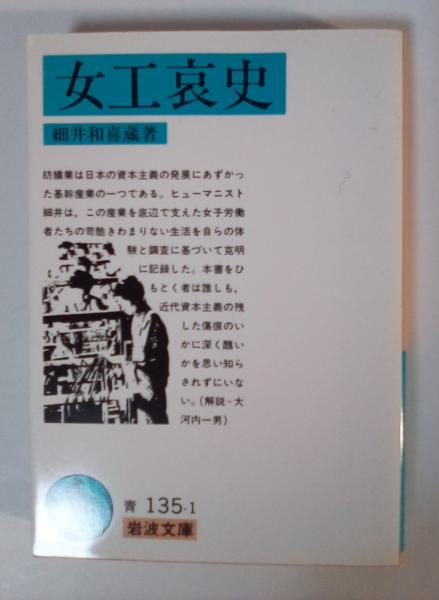 女工哀史
細井和喜蔵著
紡績業は日本の資本主義の発展にあずかっ
た基幹産業の一つである。ヒューマニスト
細井は，この産業を底辺で支えた女子労働
者たちの苛酷きわまりない生活を自らの体
験と調査に基づいて克明
に記録した。本書をひ
もとく者は誰しも，
近代資本主義の残
した傷痕のい
かに深く醜い
かを思い知ら
されずにいな
い。(解説=大
河内一男)
青 135-1
岩波文庫